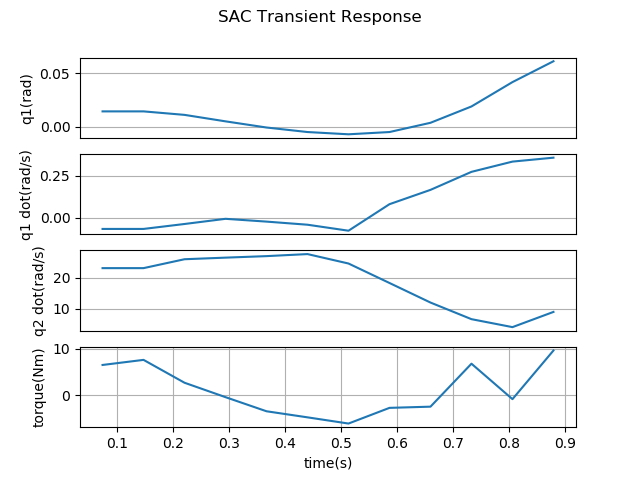 SAC Transient Response
q1(rad)
0.05
0.00
q1 dot(rad/s)
0.25
0.00
q2 dot(rad/s)
20
10
torque(Nm)
10
0
0.1 0.2 0.3 0.4 0.5 0.6 0.7 0.8 0.9
time(s)